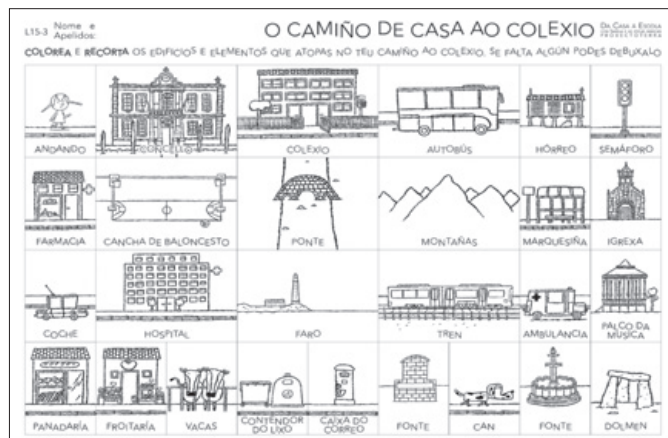 L15-3 Nome e Apelidos:
O CAMIÑO DE CASA AO COLEXIO
DA CASA A ESCOLA
COLOREA E RECORTA OS EDIFICIOS E ELEMENTOS QUE ATOPAS NO TEU CAMIÑO AO COLEXIO. SE FALTA ALGÚN PODES DEBUXALO
ANDANDO CONCELLO COLEXIO AUTOBÚS HÓRREO SEMÁFORO
FARMACIA CANCHA DE BALONCESTO PONTE MONTAÑAS MARQUESIÑA IGREXA
COCHE HOSPITAL FARO TREN AMBULANCIA PALCO DA MÚSICA
PANADARÍA FROITARÍA VACAS CONTENDOR DO LIXO CAIXA DO CORREO FONTE CAN FONTE DOLMEN